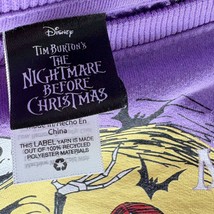 Disney
TIM BURTON'S
THE
NIGHTMARE
BEFORE
CHRISTMAS
Hecho En
China
THIS LABEL YARN IS MADE
OUT OF 100% RECYCLED
POLYESTER MATERIALS
N